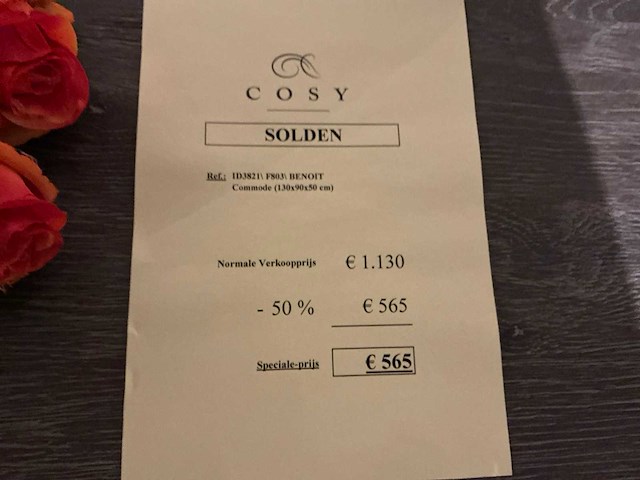 COSY
SOLDEN
Ref.: ID3821\ F803\ BENOIT
Commode (130x90x50 cm)
Normale Verkoopprijs € 1.130
- 50 % € 565
Speciale-prijs € 565